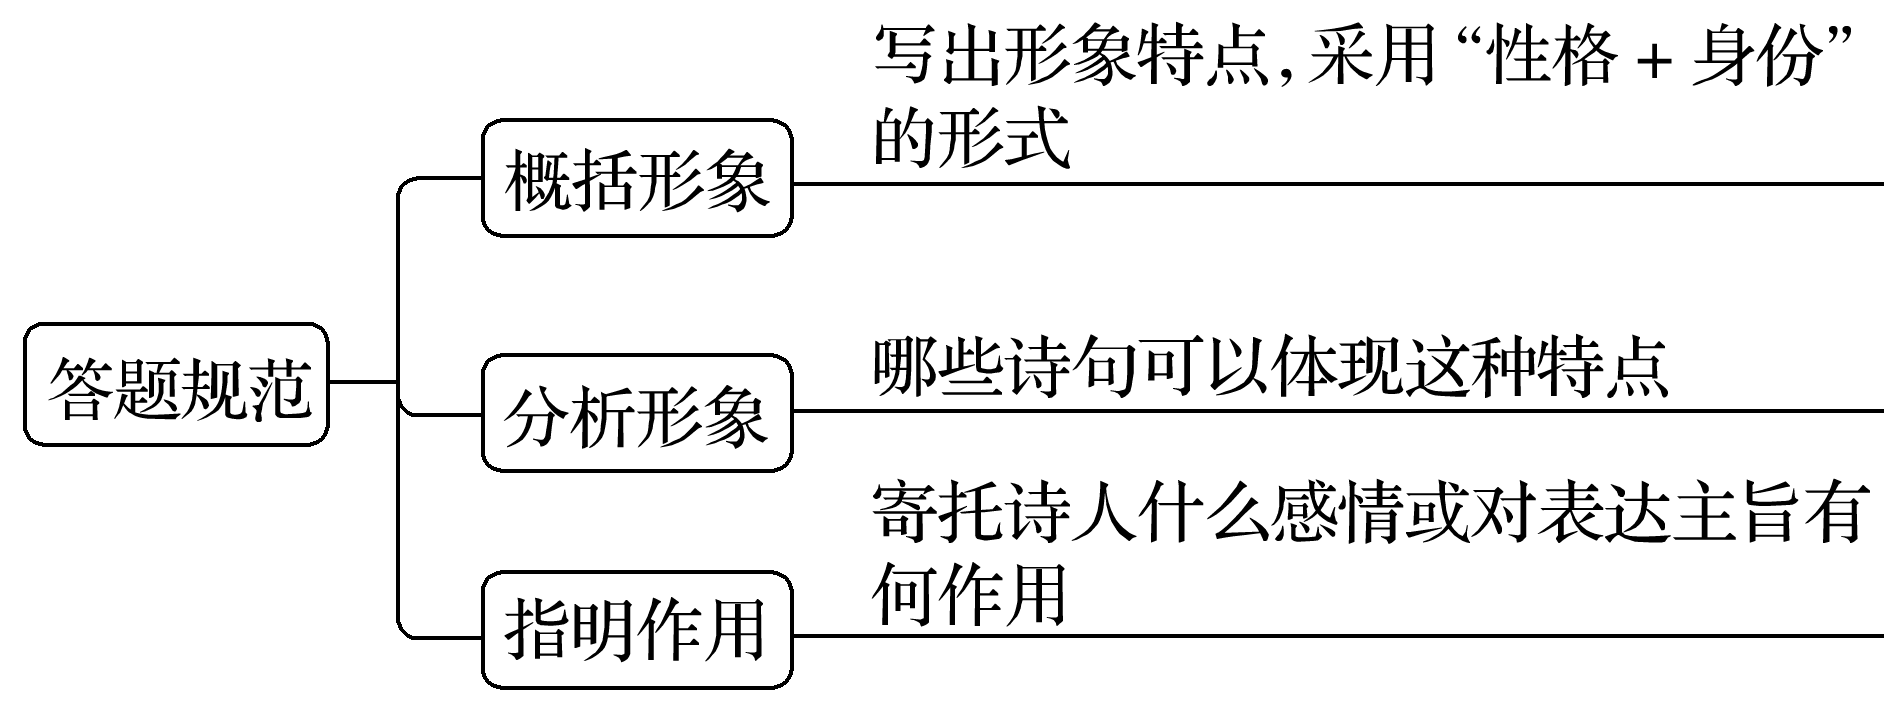 写出形象特点，采用“性格 + 身份”
的形式
概括形象
答题规范
哪些诗句可以体现这种特点
分析形象
寄托诗人什么感情或对表达主旨有
何作用
指明作用